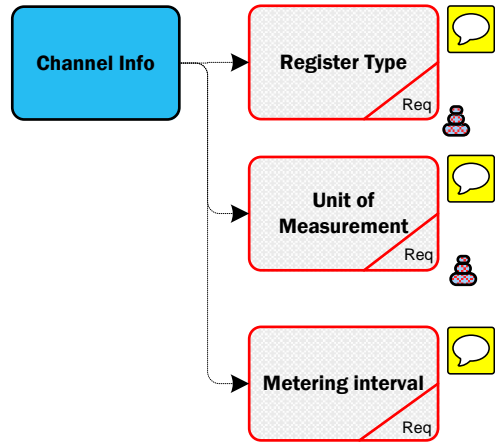 Channel Info
Register Type
Req
Unit of
Measurement
Req
Metering interval
Req